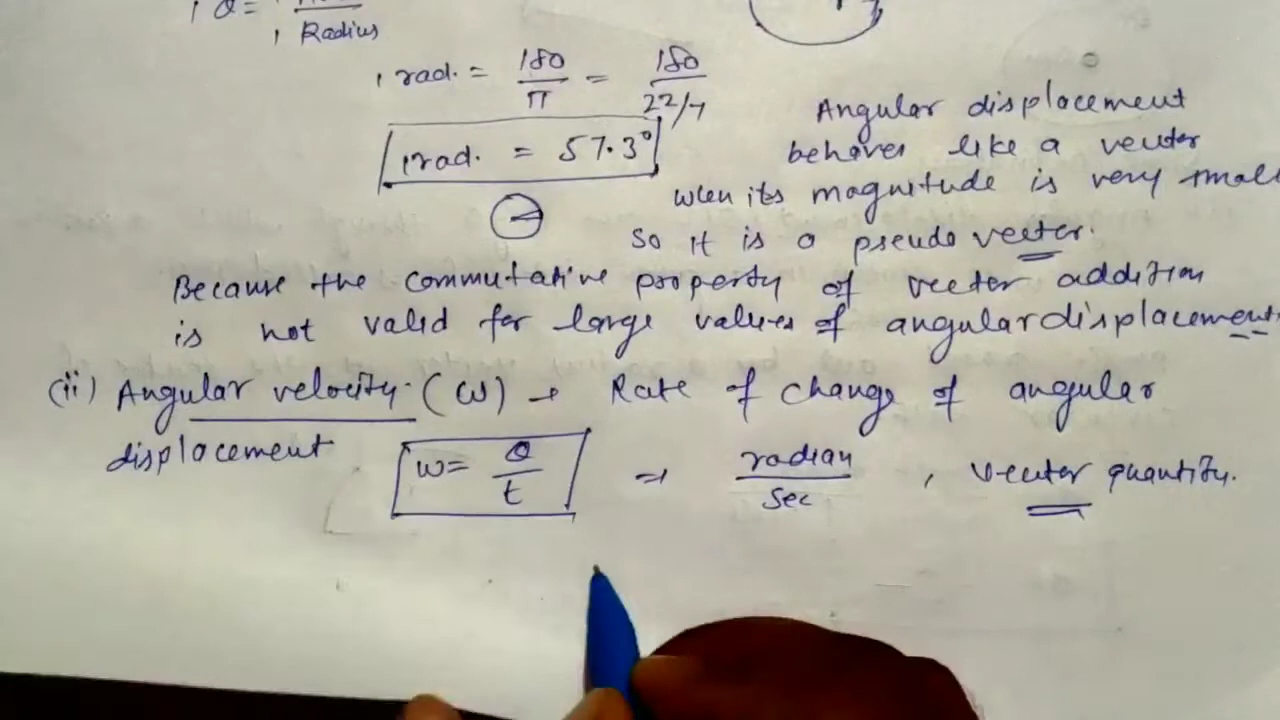 θ =
Radius
1 rad. = 180/π = 180/22/7
1 rad. = 57.3°
Angular displacement
behaves like a vector
when its magnitude is very small
So it is a pseudo vector.
Because the commutative property of vector addition
is not valid for large values of angular displacement.
(ii) Angular velocity. (ω) → Rate of change of angular
displacement ω = θ/t ⇒ radian/sec , vector quantity.